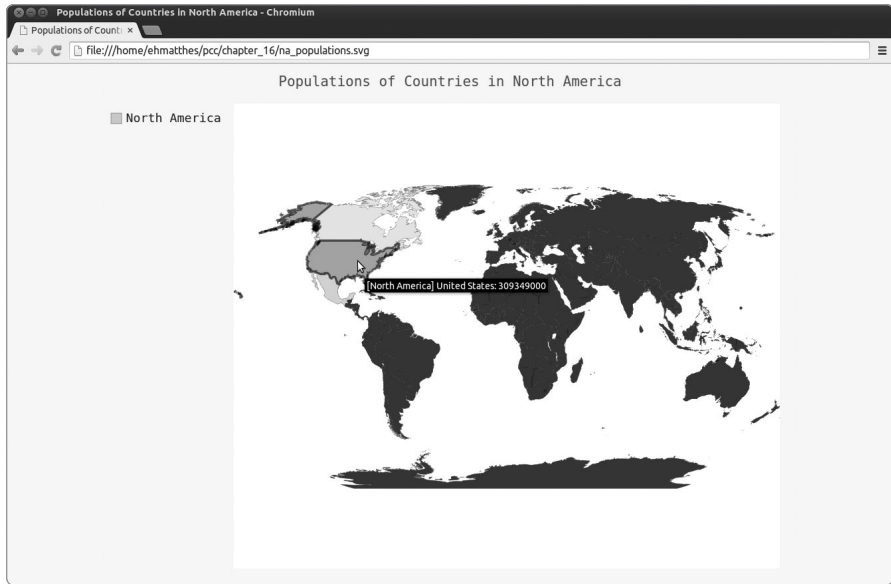 Populations of Countries in North America - Chromium
Populations of Count
file:///home/ehmatthes/pcc/chapter_16/na_populations.svg
Populations of Countries in North America
North America
[North America] United States: 309349000